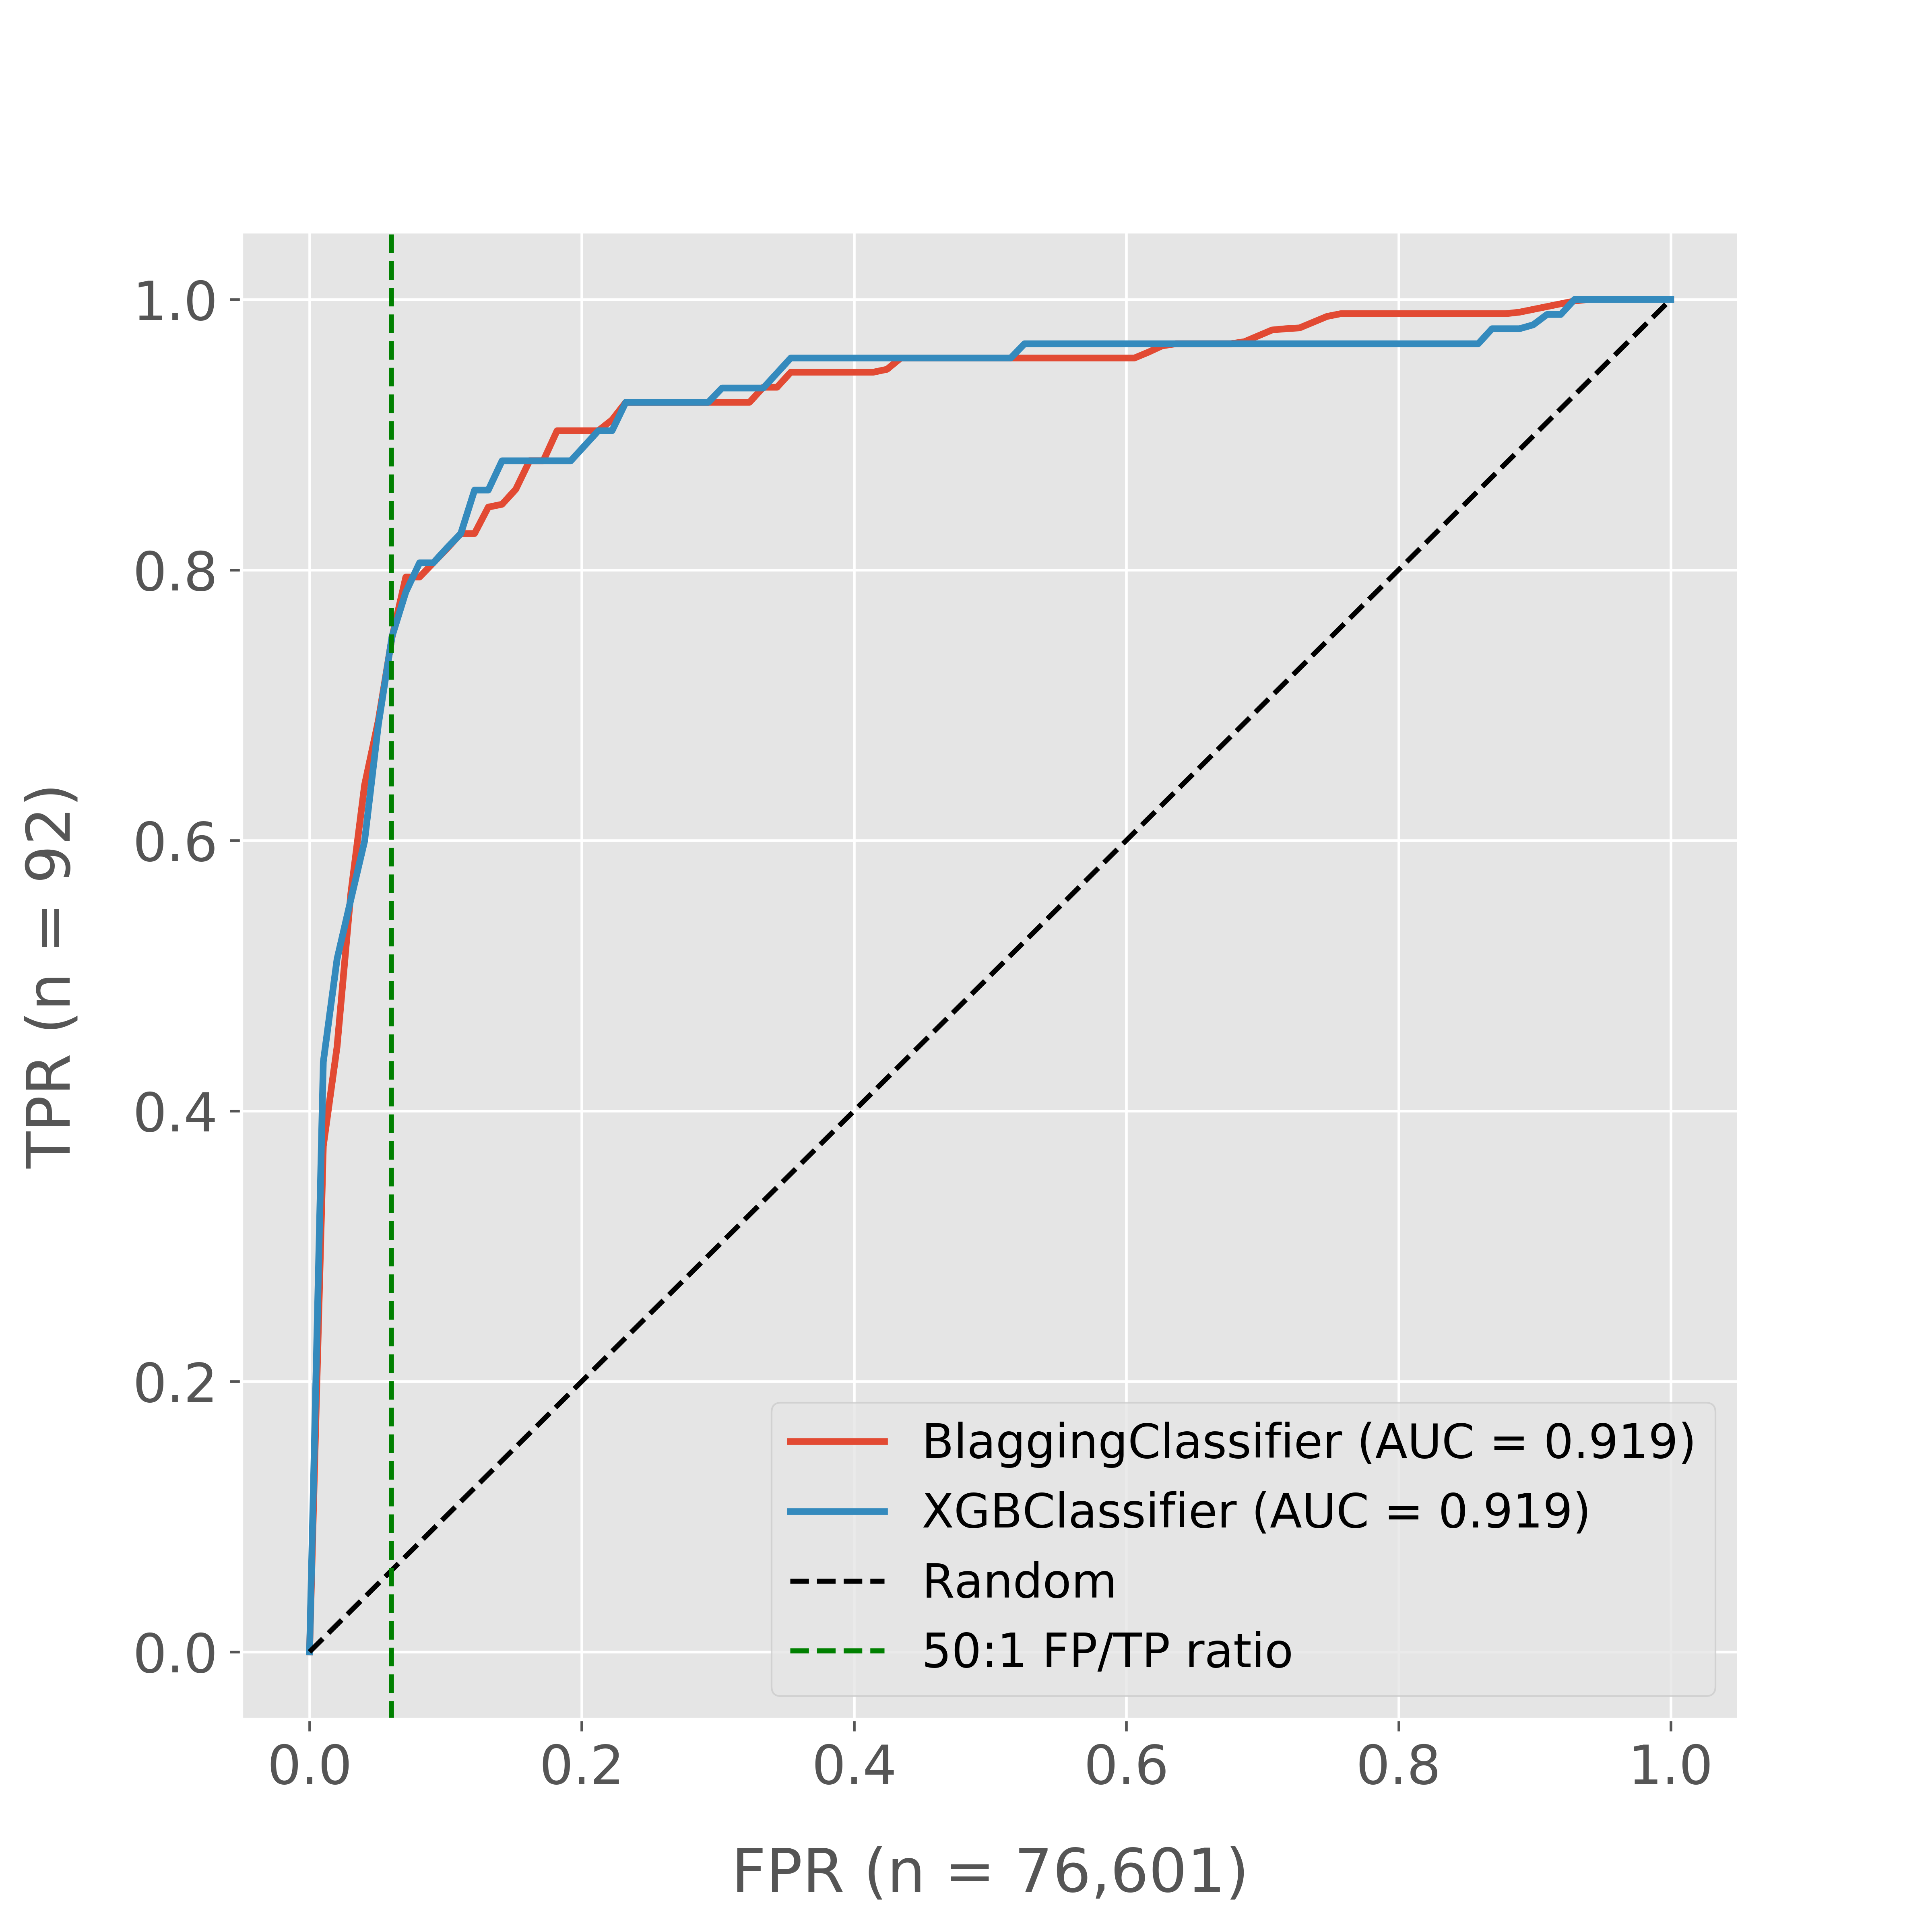 1.0
0.8
0.6
0.4
0.2
0.0
TPR (n = 92)
BlaggingClassifier (AUC = 0.919)
XGBClassifier (AUC = 0.919)
Random
50:1 FP/TP ratio
0.0 0.2 0.4 0.6 0.8 1.0
FPR (n = 76,601)